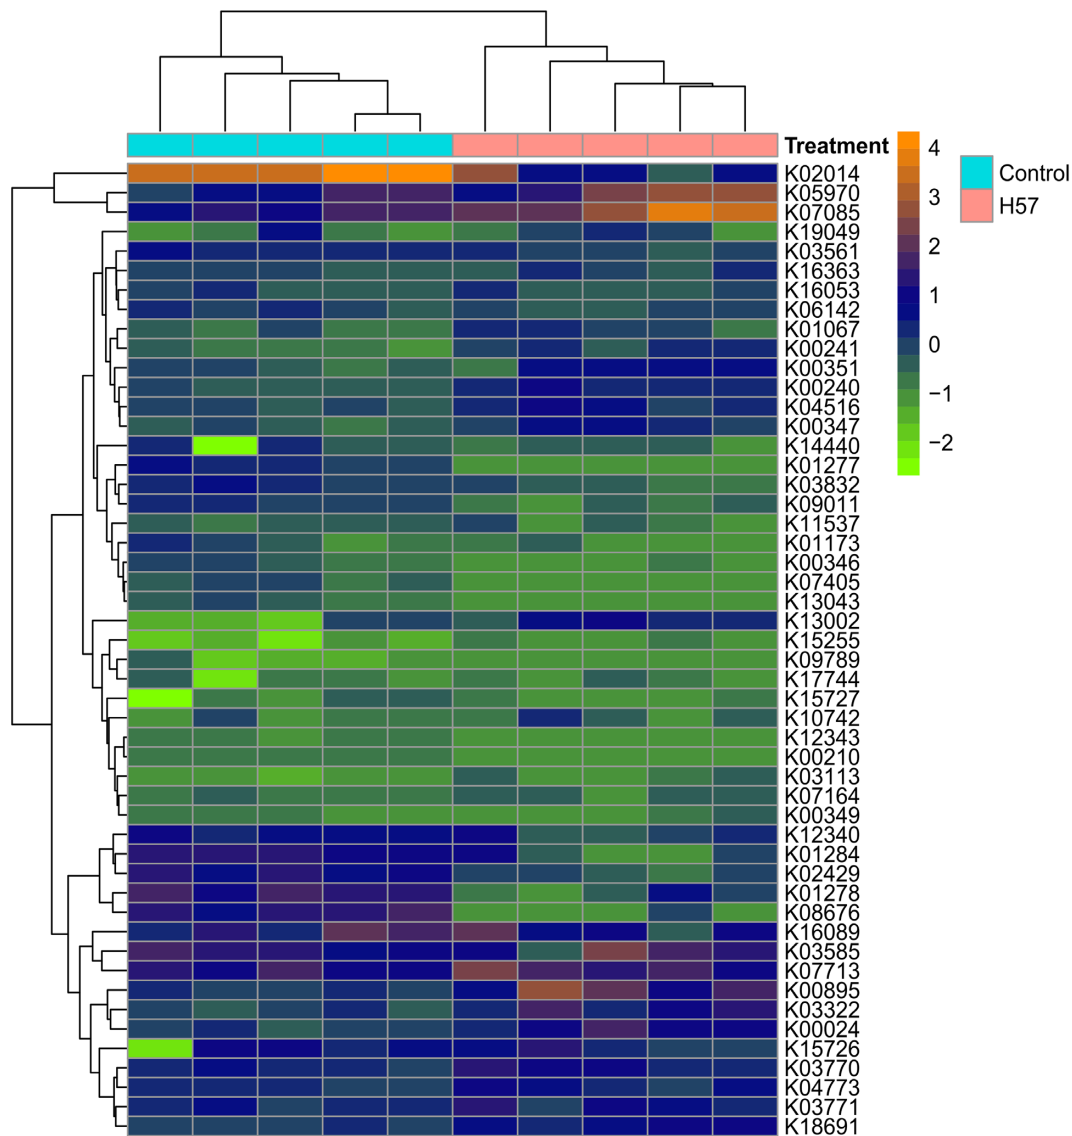 Treatment
K02014
K05970
K07085
K19049
K03561
K16363
K16053
K06142
K01067
K00241
K00351
K00240
K04516
K00347
K14440
K01277
K03832
K09011
K11537
K01173
K00346
K07405
K13043
K13002
K15255
K09789
K17744
K15727
K10742
K12343
K00210
K03113
K07164
K00349
K12340
K01284
K02429
K01278
K08676
K16089
K03585
K07713
K00895
K03322
K00024
K15726
K03770
K04773
K03771
K18691
4
3
2
1
0
−1
−2
Control
H57